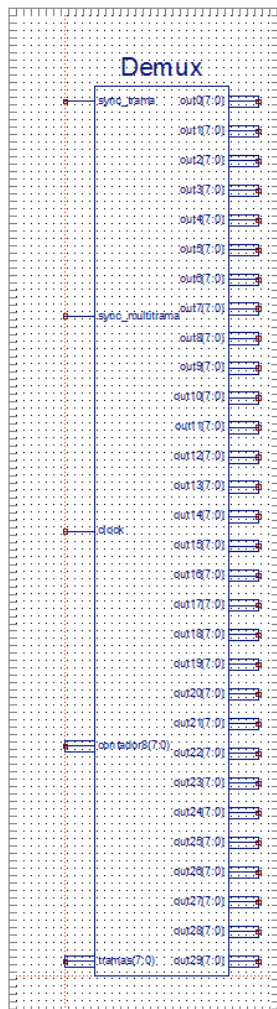 Demux
sync_trama
out0(7:0)
out1(7:0)
out2(7:0)
out3(7:0)
out4(7:0)
out5(7:0)
out6(7:0)
out7(7:0)
sync_multitrama
out8(7:0)
out9(7:0)
out10(7:0)
out11(7:0)
out12(7:0)
out13(7:0)
out14(7:0)
clock
out15(7:0)
out16(7:0)
out17(7:0)
out18(7:0)
out19(7:0)
out20(7:0)
out21(7:0)
contador8(7:0)
out22(7:0)
out23(7:0)
out24(7:0)
out25(7:0)
out26(7:0)
out27(7:0)
out28(7:0)
tramas(7:0)
out29(7:0)